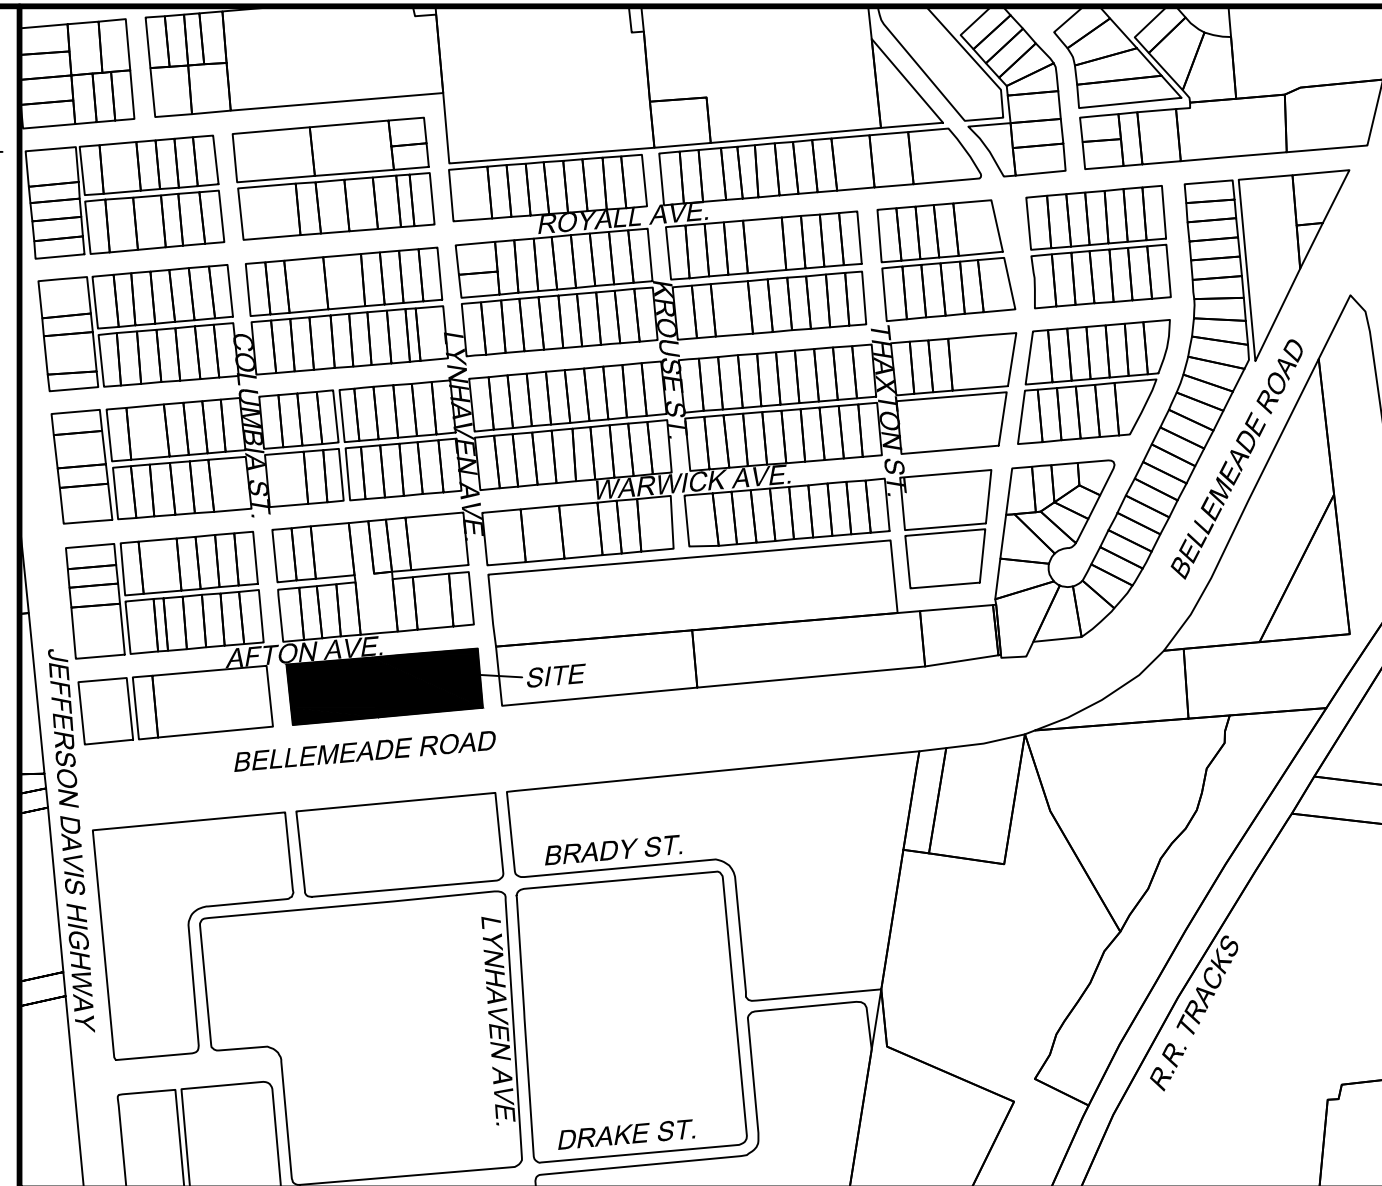 ROYALL AVE.
KROUSE ST.
COLUMBIA ST.
LYNHAVEN AVE.
THAXTON ST.
BELLEMEADE ROAD
WARWICK AVE.
AFTON AVE.
SITE
JEFFERSON DAVIS HIGHWAY
BELLEMEADE ROAD
BRADY ST.
LYNHAVEN AVE.
R.R. TRACKS
DRAKE ST.